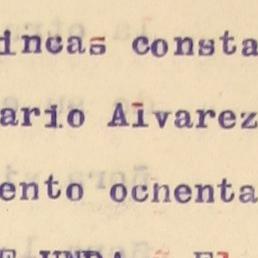 incas consta
ario Alvarez
ento ochenta